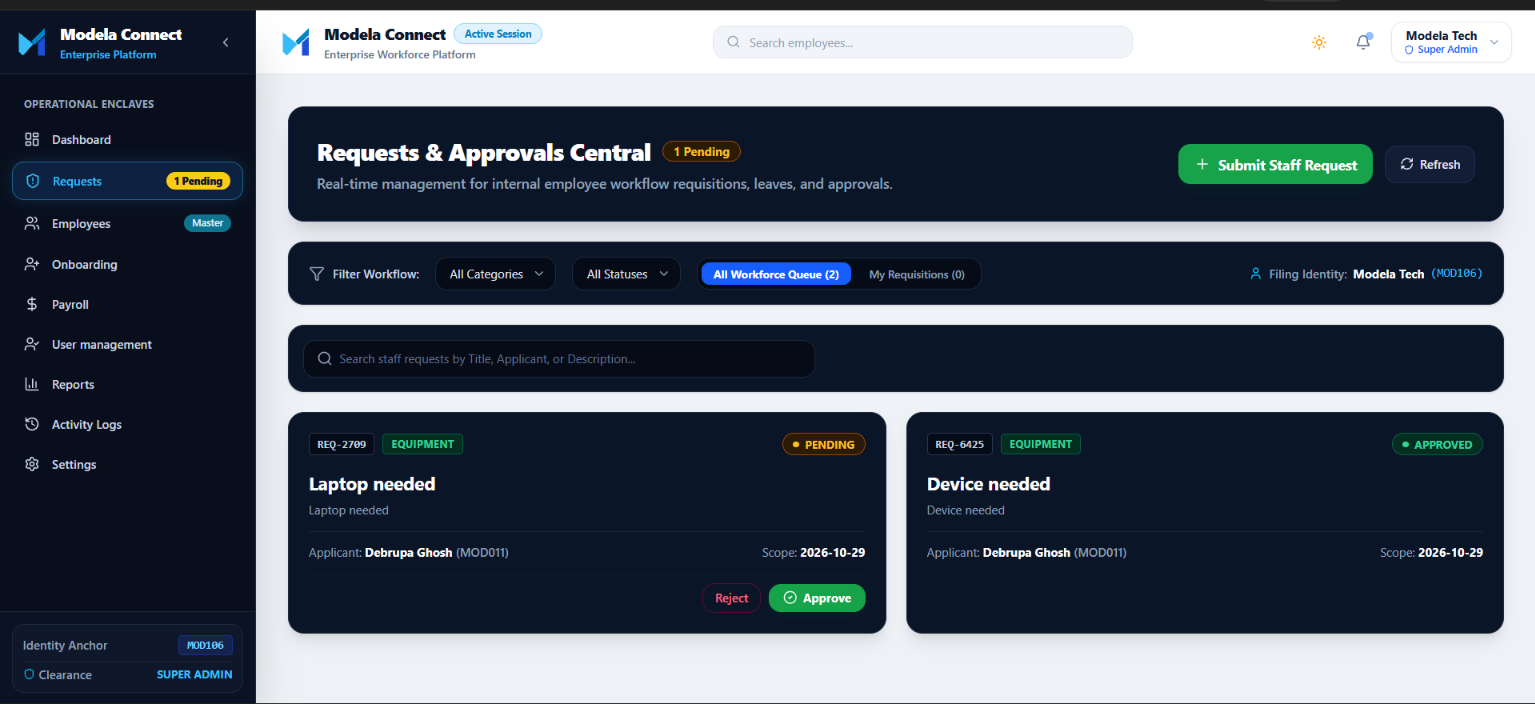 Modela Connect
Enterprise Platform
OPERATIONAL ENCLAVES
Dashboard
Requests 1 Pending
Employees Master
Onboarding
Payroll
User management
Reports
Activity Logs
Settings
Identity Anchor MOD106
Clearance SUPER ADMIN
Modela Connect Active Session
Enterprise Workforce Platform
Search employees...
Modela Tech
Super Admin
Requests & Approvals Central 1 Pending
Real-time management for internal employee workflow requisitions, leaves, and approvals.
+ Submit Staff Request
Refresh
Filter Workflow: All Categories All Statuses All Workforce Queue (2) My Requisitions (0) Filing Identity: Modela Tech (MOD106)
Search staff requests by Title, Applicant, or Description...
REQ-2709 EQUIPMENT PENDING
Laptop needed
Laptop needed
Applicant: Debrupa Ghosh (MOD011) Scope: 2026-10-29
Reject Approve
REQ-6425 EQUIPMENT APPROVED
Device needed
Device needed
Applicant: Debrupa Ghosh (MOD011) Scope: 2026-10-29